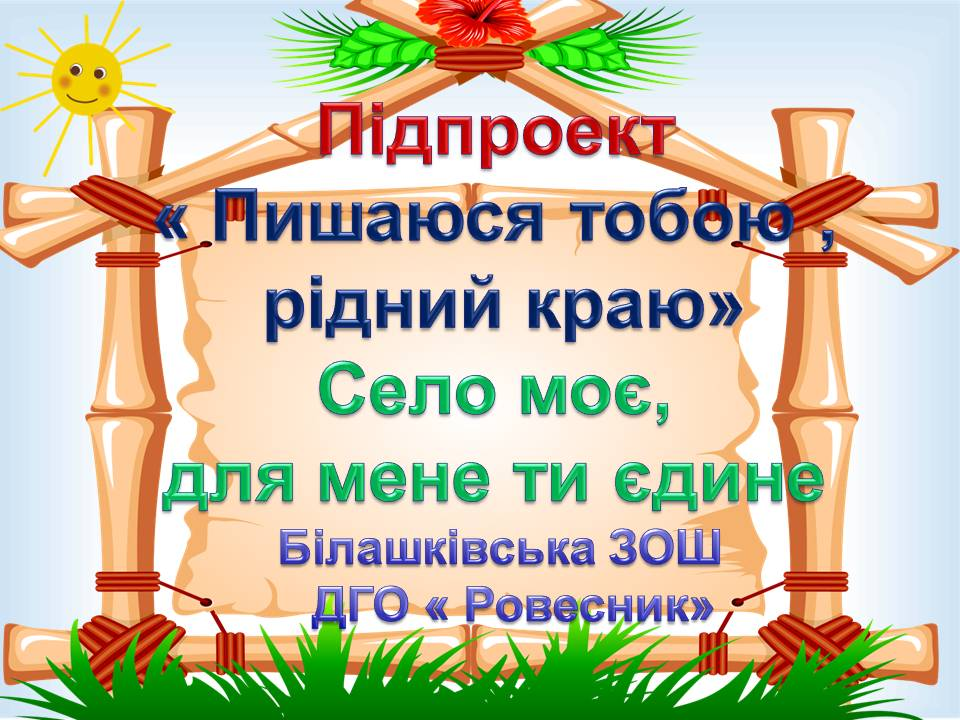 Підпроект
« Пишаюся тобою ,
рідний краю»
Село моє,
для мене ти єдине
Білашківська ЗОШ
ДГО « Ровесник»